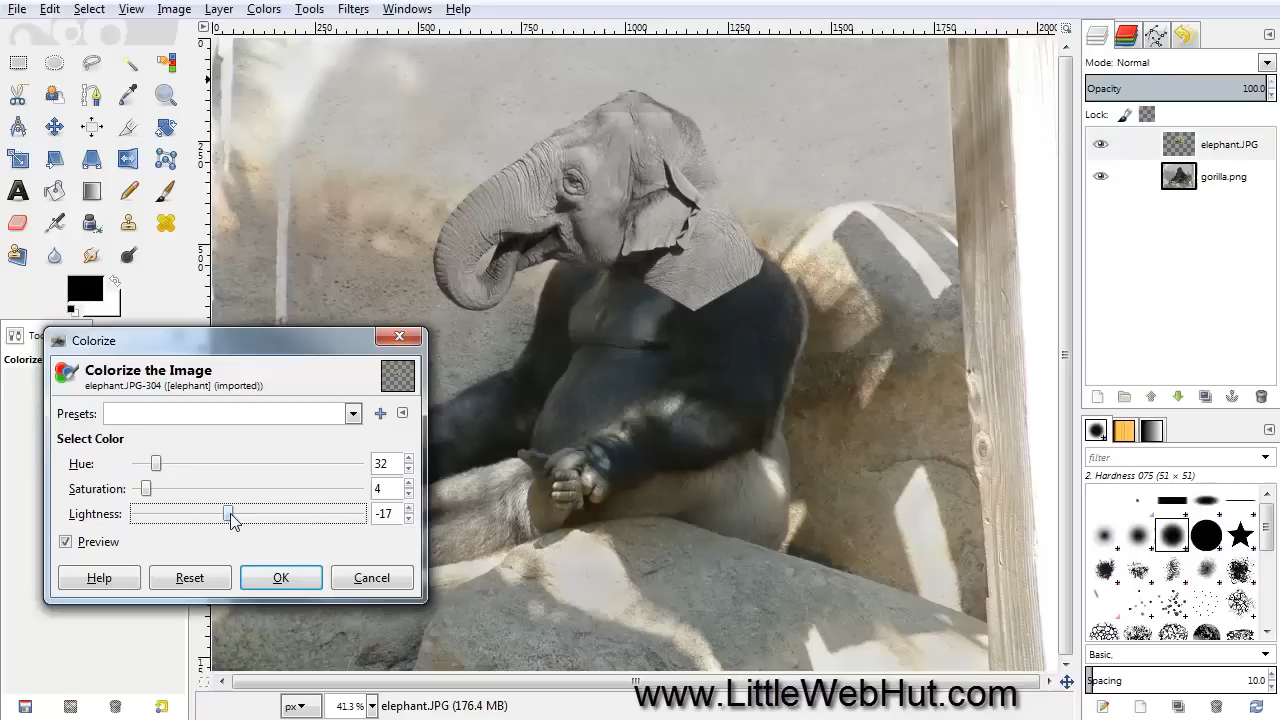 File Edit Select View Image Layer Colors Tools Filters Windows Help
0 250 500 750 1000 1250 1500 1750 2000
Mode: Normal
Opacity 100.0
Lock:
elephant.JPG
gorilla.png
Colorize
Colorize
Colorize the Image
elephant.JPG-304 ([elephant] (imported))
Presets:
Select Color
Hue: 32
Saturation: 4
Lightness: -17
Preview
Help Reset OK Cancel
filter
2. Hardness 075 (51 × 51)
Basic,
Spacing 10.0
px 41.3 % elephant.JPG (176.4 MB)
www.LittleWebHut.com